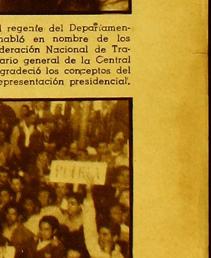 l regente del Departamen-
habló en nombre de los
deración Nacional de Tra-
ario general de la Central
gradeció los conceptos del
epresentación presidencial.
PUEBLA